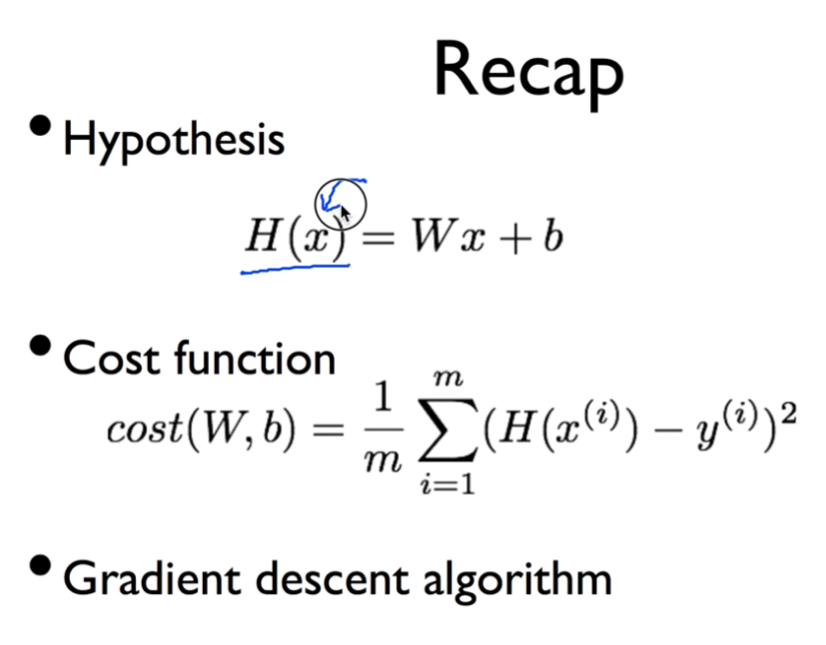 Recap
• Hypothesis
H(x) = Wx + b
• Cost function
cost(W, b) = \frac{1}{m} \sum_{i=1}^{m} (H(x^{(i)}) - y^{(i)})^2
• Gradient descent algorithm